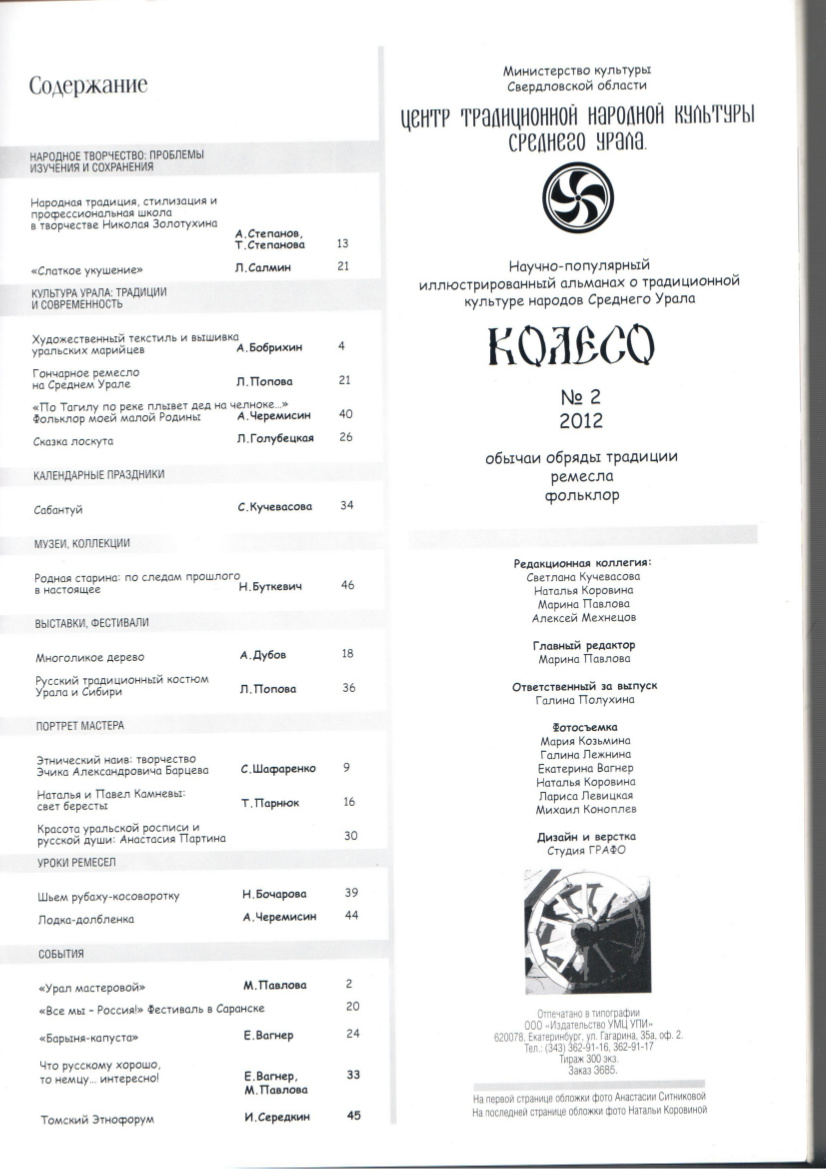 Содержание
НАРОДНОЕ ТВОРЧЕСТВО: ПРОБЛЕМЫ
ИЗУЧЕНИЯ И СОХРАНЕНИЯ
Народная традиция, стилизация и
профессиональная школа
в творчестве Николая Золотухина
А.Степанов,
Т.Степанова 13
«Слаткое укушение» Л.Салмин 21
КУЛЬТУРА УРАЛА: ТРАДИЦИИ
И СОВРЕМЕННОСТЬ
Художественный текстиль и вышивка
уральских марийцев А.Бобрихин 4
Гончарное ремесло
на Среднем Урале Л.Попова 21
«По Тагилу по реке плывет дед на челноке...»
Фольклор моей малой Родины А.Черемисин 40
Сказка лоскута Л.Голубецкая 26
КАЛЕНДАРНЫЕ ПРАЗДНИКИ
Сабантуй С.Кучевасова 34
МУЗЕИ, КОЛЛЕКЦИИ
Родная старина: по следам прошлого
в настоящее Н.Буткевич 46
ВЫСТАВКИ, ФЕСТИВАЛИ
Многоликое дерево А.Дубов 18
Русский традиционный костюм
Урала и Сибири Л.Попова 36
ПОРТРЕТ МАСТЕРА
Этнический наив: творчество
Эчика Александровича Барцева С.Шафаренко 9
Наталья и Павел Камневы:
свет бересты Т.Парнюк 16
Красота уральской росписи и
русской души: Анастасия Партина 30
УРОКИ РЕМЕСЕЛ
Шьем рубаху-косоворотку Н.Бочарова 39
Лодка-долбленка А.Черемисин 44
СОБЫТИЯ
«Урал мастеровой» М.Павлова 2
«Все мы – Россия!» Фестиваль в Саранске 20
«Барыня-капуста» Е.Вагнер 24
Что русскому хорошо,
то немцу... интересно! Е.Вагнер, 33
М.Павлова
Томский Этнофорум И.Середкин 45
Министерство культуры
Свердловской области
ЦЕНТР ТРАДИЦИОННОЙ НАРОДНОЙ КУЛЬТУРЫ
СРЕДНЕГО УРАЛА.
Научно-популярный
иллюстрированный альманах о традиционной
культуре народов Среднего Урала
КОЛЕСО
№ 2
2012
обычаи обряды традиции
ремесла
фольклор
Редакционная коллегия:
Светлана Кучевасова
Наталья Коровина
Марина Павлова
Алексей Мехнецов
Главный редактор
Марина Павлова
Ответственный за выпуск
Галина Полухина
Фотосъемка
Мария Козьмина
Галина Лежнина
Екатерина Вагнер
Наталья Коровина
Лариса Левицкая
Михаил Коноплев
Дизайн и верстка
Студия ГРАФО
Отпечатано в типографии
ООО «Издательство УМЦ УПИ»
620078, Екатеринбург, ул. Гагарина, 35а, оф. 2.
Тел.: (343) 362-91-16, 362-91-17
Тираж 300 экз.
Заказ 3685.
На первой странице обложки фото Анастасии Ситниковой
На последней странице обложки фото Натальи Коровиной